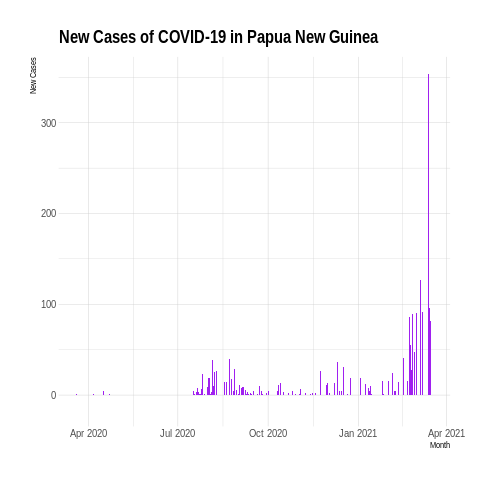 New Cases of COVID-19 in Papua New Guinea
New Cases
300
200
100
0
Apr 2020 Jul 2020 Oct 2020 Jan 2021 Apr 2021
Month